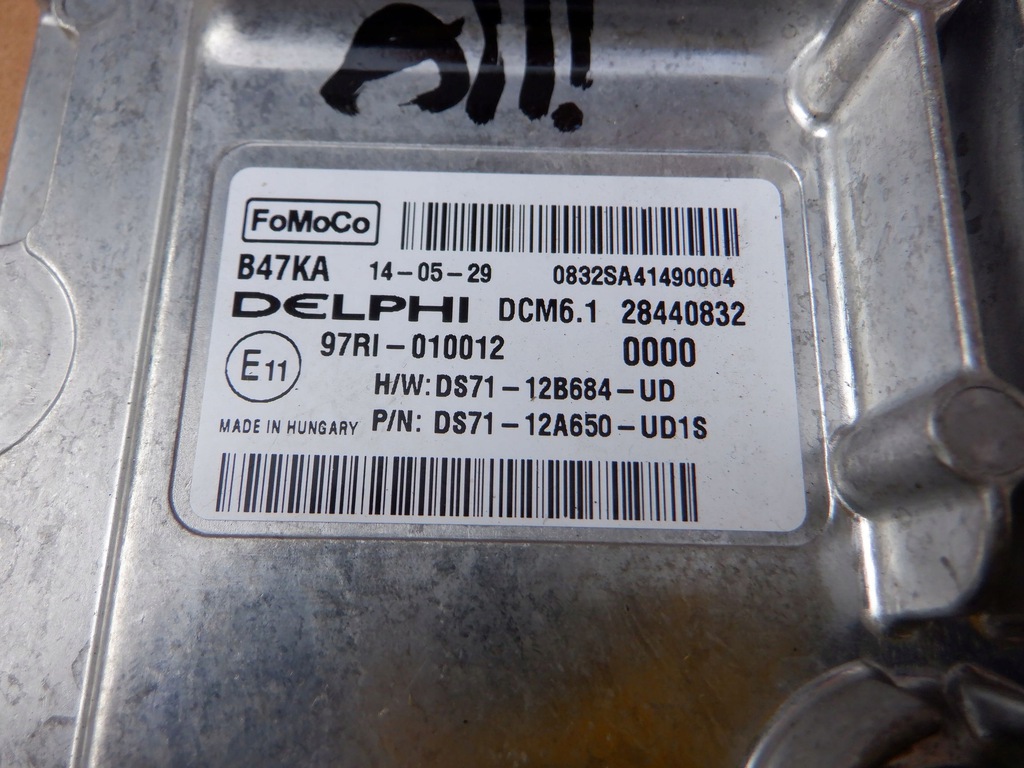 FoMoCo
B47KA 14-05-29 0832SA41490004
DELPHI DCM6.1 28440832
97RI-010012 0000
E11
H/W: DS71-12B684-UD
MADE IN HUNGARY P/N: DS71-12A650-UD1S